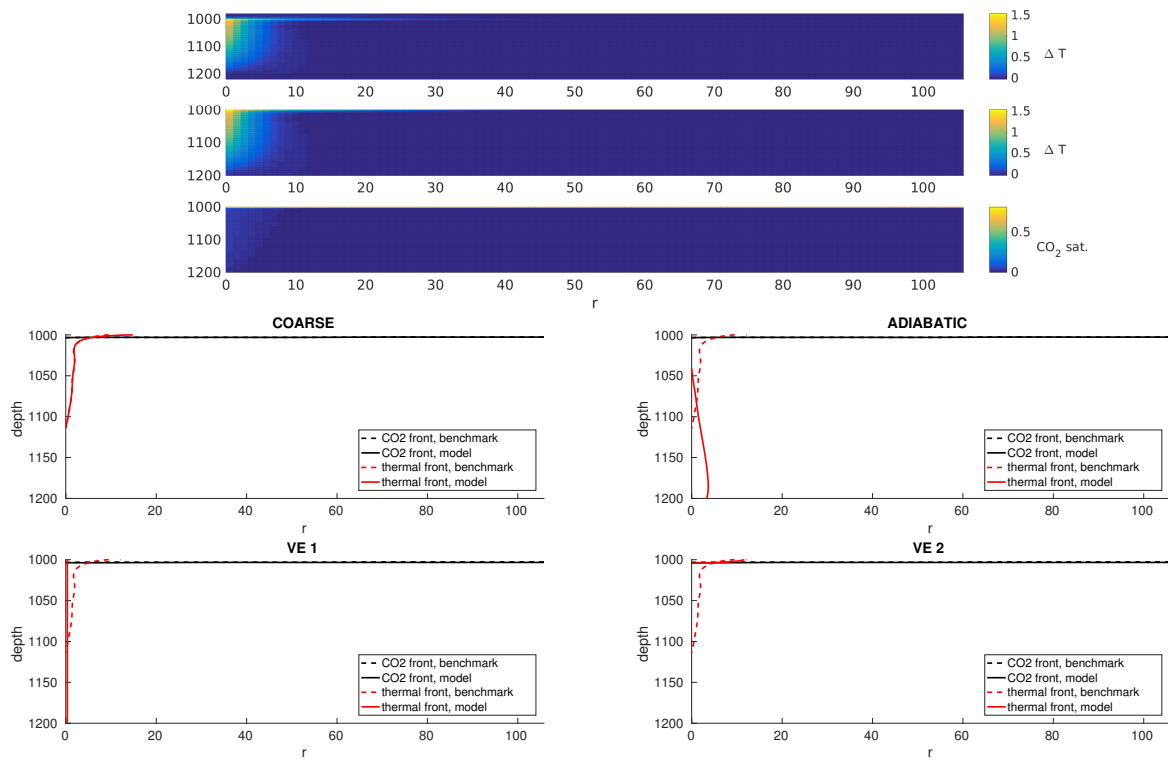 1000
1100
1200
0 10 20 30 40 50 60 70 80 90 100
1.5
1
0.5
0
Δ T
1000
1100
1200
0 10 20 30 40 50 60 70 80 90 100
1.5
1
0.5
0
Δ T
1000
1100
1200
0 10 20 30 40 50 60 70 80 90 100
r
0.5
0
CO2 sat.
COARSE
depth
1000
1050
1100
1150
1200
0 20 40 60 80 100
r
CO2 front, benchmark
CO2 front, model
thermal front, benchmark
thermal front, model
ADIABATIC
depth
1000
1050
1100
1150
1200
0 20 40 60 80 100
r
CO2 front, benchmark
CO2 front, model
thermal front, benchmark
thermal front, model
VE 1
depth
1000
1050
1100
1150
1200
0 20 40 60 80 100
r
CO2 front, benchmark
CO2 front, model
thermal front, benchmark
thermal front, model
VE 2
depth
1000
1050
1100
1150
1200
0 20 40 60 80 100
r
CO2 front, benchmark
CO2 front, model
thermal front, benchmark
thermal front, model